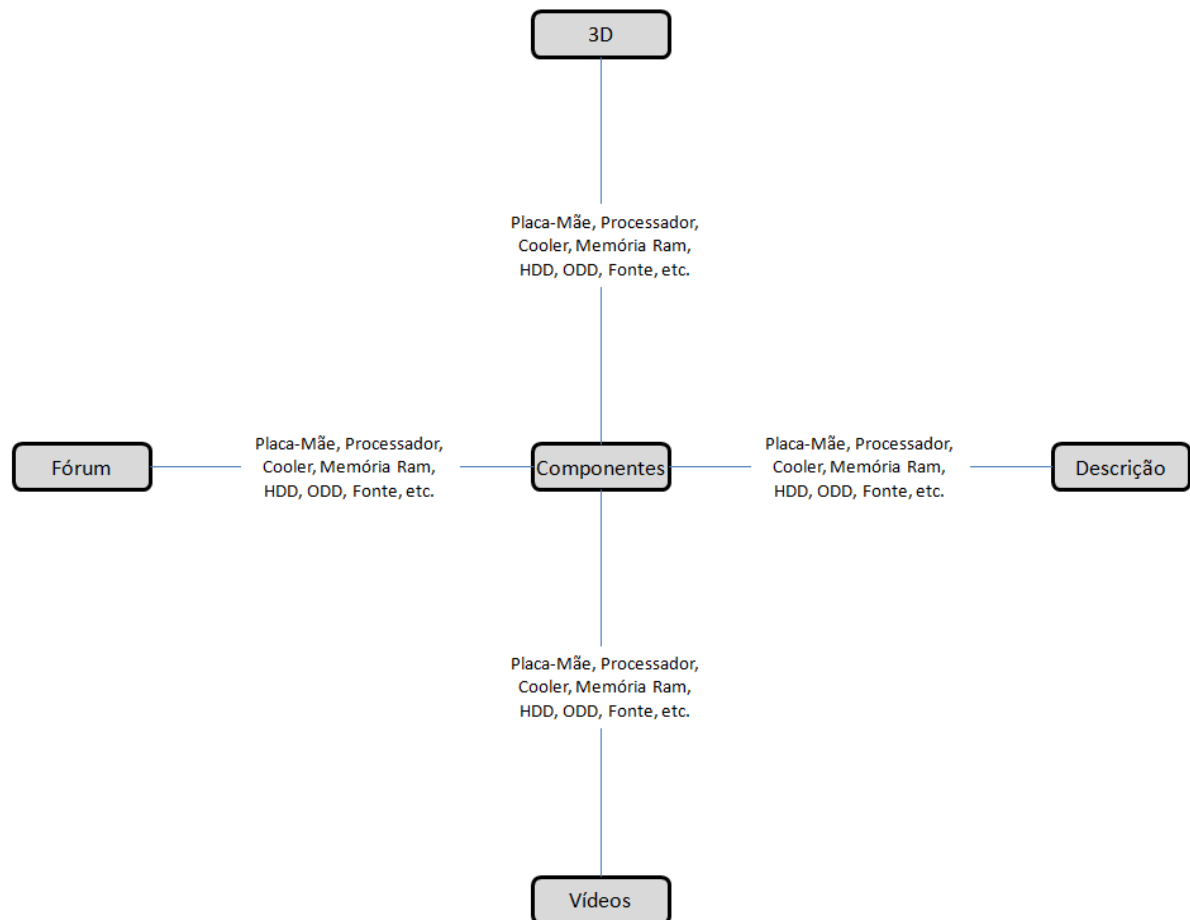 3D
Placa-Mãe, Processador,
Cooler, Memória Ram,
HDD, ODD, Fonte, etc.
Fórum
Placa-Mãe, Processador,
Cooler, Memória Ram,
HDD, ODD, Fonte, etc.
Componentes
Placa-Mãe, Processador,
Cooler, Memória Ram,
HDD, ODD, Fonte, etc.
Descrição
Placa-Mãe, Processador,
Cooler, Memória Ram,
HDD, ODD, Fonte, etc.
Vídeos